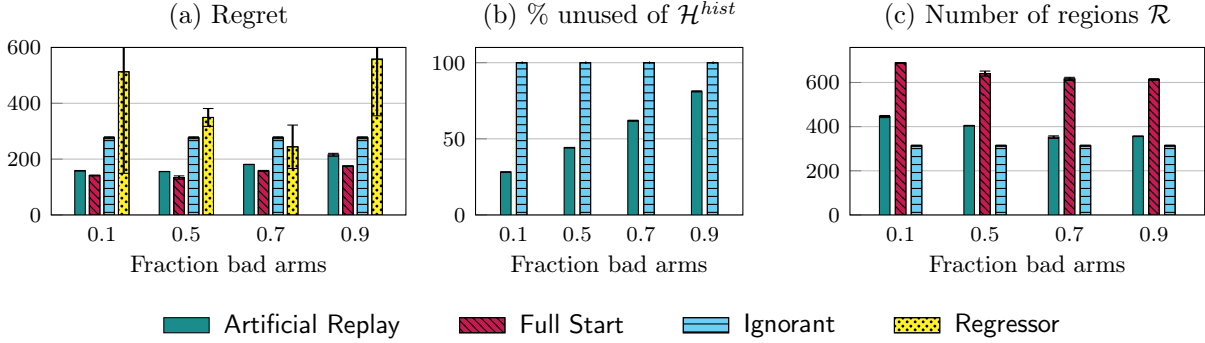 (a) Regret
600
400
200
0
0.1 0.5 0.7 0.9
Fraction bad arms
(b) % unused of ℋ^hist
100
50
0
0.1 0.5 0.7 0.9
Fraction bad arms
(c) Number of regions ℛ
600
400
200
0
0.1 0.5 0.7 0.9
Fraction bad arms
Artificial Replay Full Start Ignorant Regressor